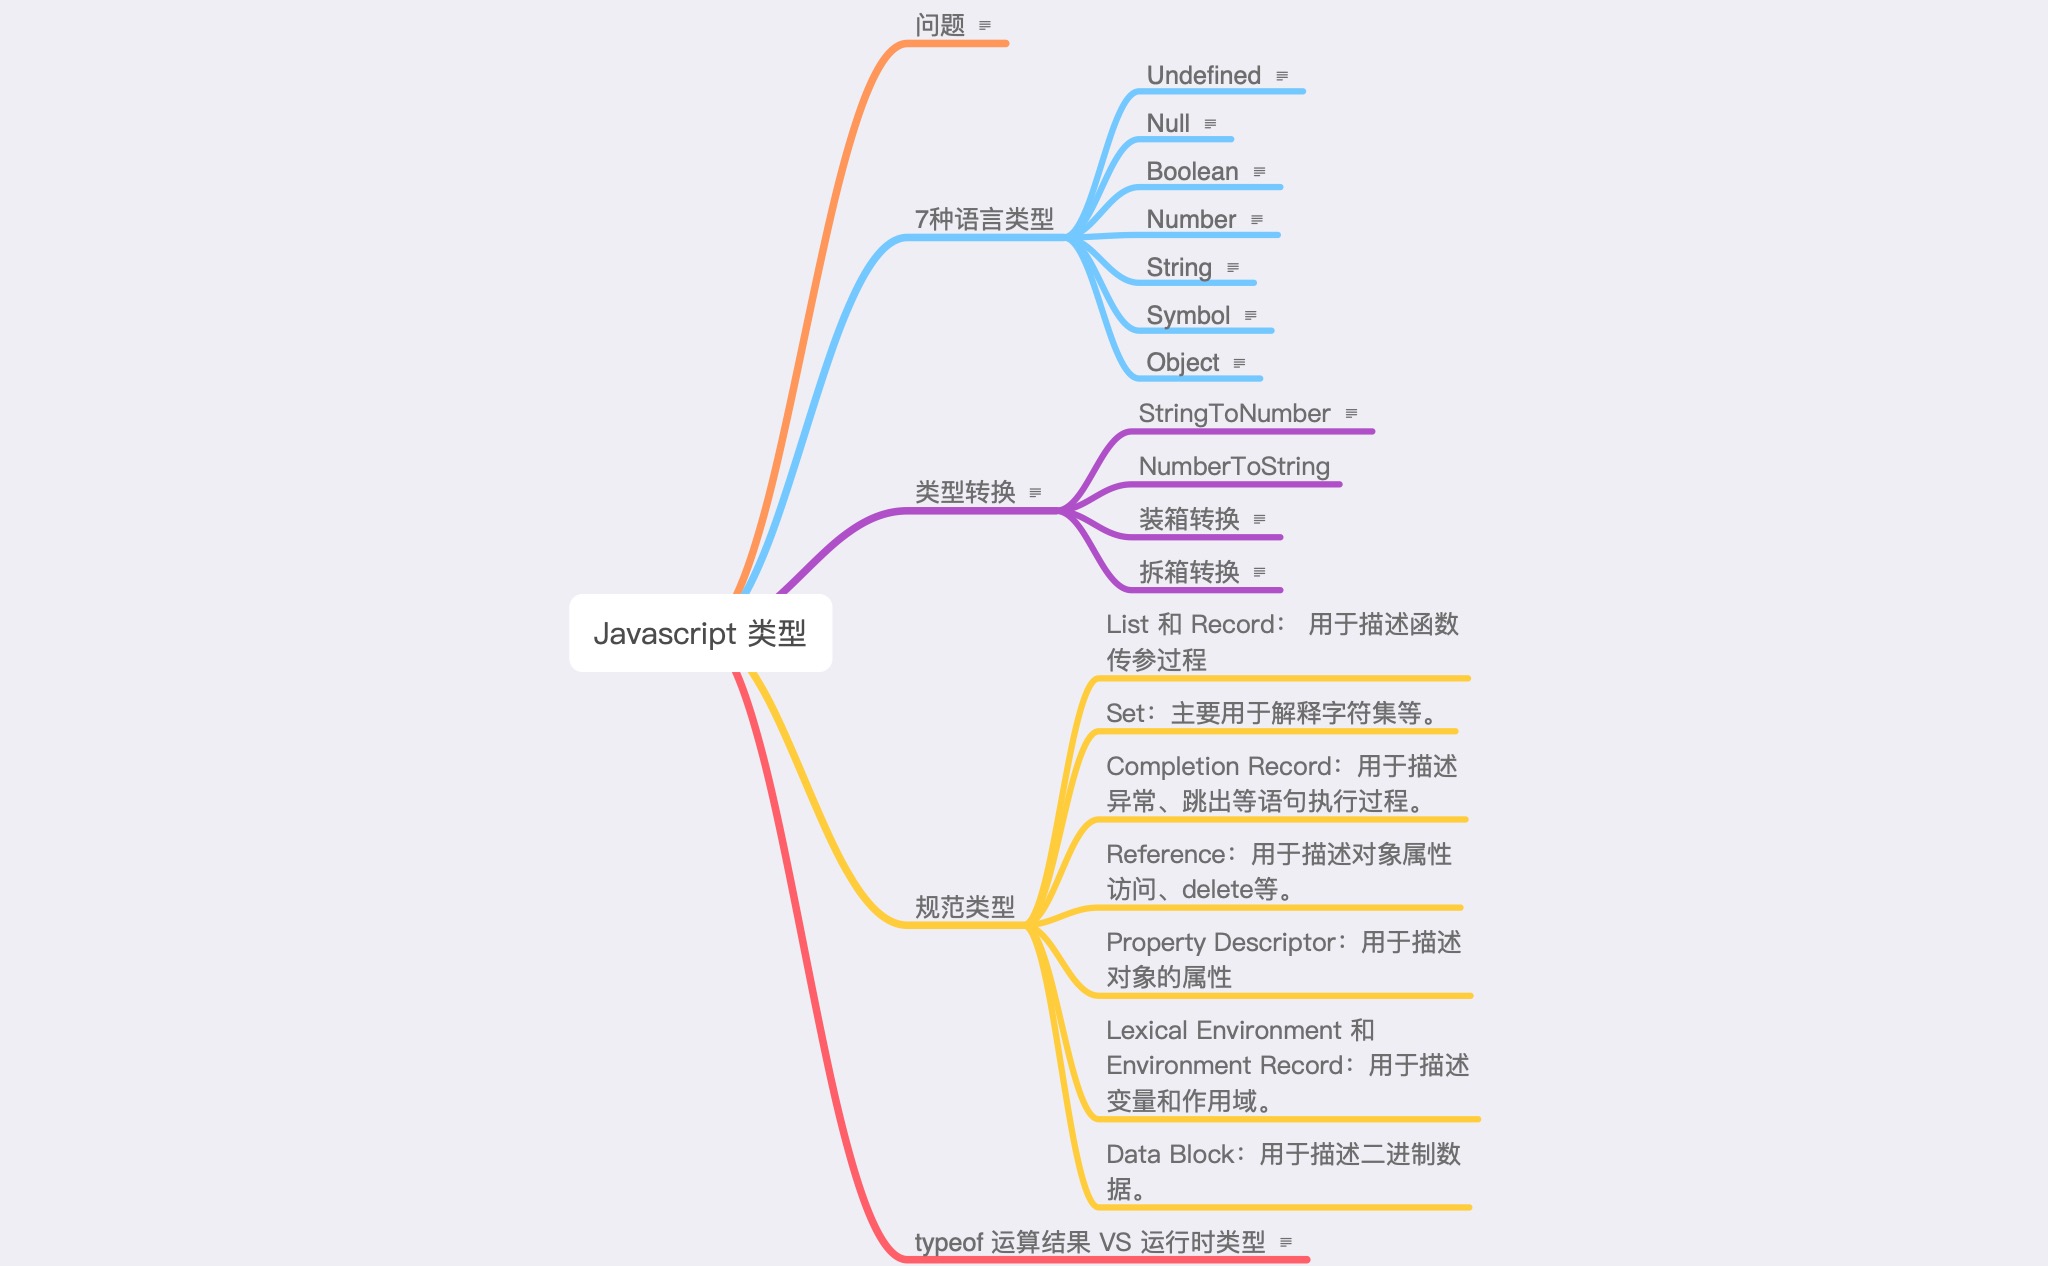 问题
Undefined
Null
Boolean
7种语言类型
Number
String
Symbol
Object
StringToNumber
NumberToString
类型转换
装箱转换
拆箱转换
Javascript 类型
List 和 Record： 用于描述函数
传参过程
Set：主要用于解释字符集等。
Completion Record：用于描述
异常、跳出等语句执行过程。
Reference：用于描述对象属性
访问、delete等。
规范类型
Property Descriptor：用于描述
对象的属性
Lexical Environment 和
Environment Record：用于描述
变量和作用域。
Data Block：用于描述二进制数
据。
typeof 运算结果 VS 运行时类型